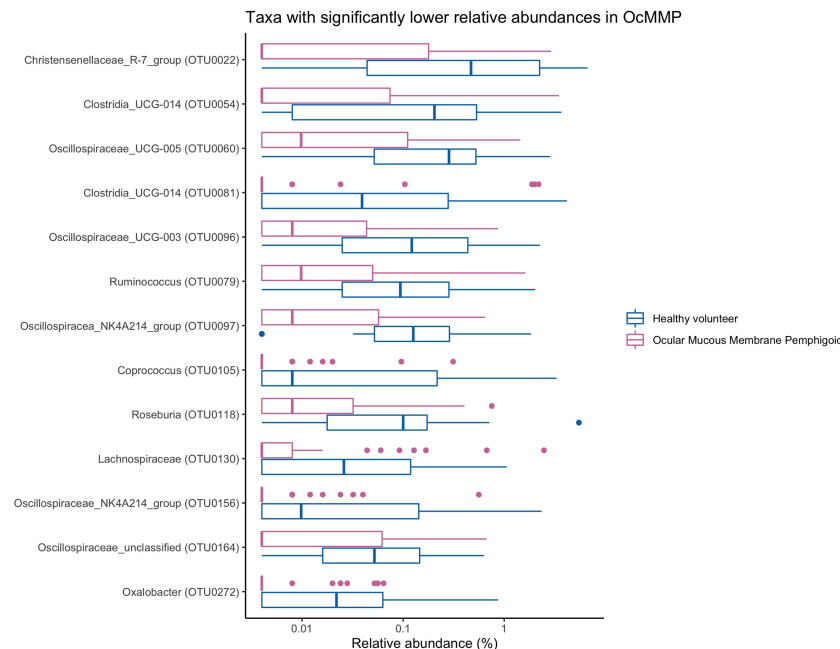 Taxa with significantly lower relative abundances in OcMMP
Christensenellaceae_R-7_group (OTU0022)
Clostridia_UCG-014 (OTU0054)
Oscillospiraceae_UCG-005 (OTU0060)
Clostridia_UCG-014 (OTU0081)
Oscillospiraceae_UCG-003 (OTU0096)
Ruminococcus (OTU0079)
Oscillospiracea_NK4A214_group (OTU0097)
Coprococcus (OTU0105)
Roseburia (OTU0118)
Lachnospiraceae (OTU0130)
Oscillospiraceae_NK4A214_group (OTU0156)
Oscillospiraceae_unclassified (OTU0164)
Oxalobacter (OTU0272)
0.01 0.1 1
Relative abundance (%)
Healthy volunteer
Ocular Mucous Membrane Pemphigoid